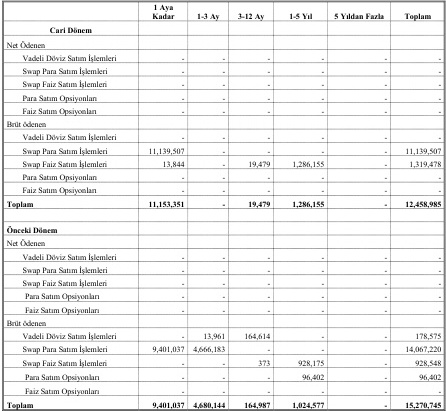 1 Aya Kadar 1-3 Ay 3-12 Ay 1-5 Yıl 5 Yıldan Fazla Toplam
Cari Dönem
Net Ödenen
Vadeli Döviz Satım İşlemleri - - - - - -
Swap Para Satım İşlemleri - - - - - -
Swap Faiz Satım İşlemleri - - - - - -
Para Satım Opsiyonları - - - - - -
Faiz Satım Opsiyonları - - - - - -
Brüt ödenen
Vadeli Döviz Satım İşlemleri - - - - - -
Swap Para Satım İşlemleri 11,139,507 - - - - 11,139,507
Swap Faiz Satım İşlemleri 13,844 - 19,479 1,286,155 - 1,319,478
Para Satım Opsiyonları - - - - - -
Faiz Satım Opsiyonları - - - - - -
Toplam 11,153,351 - 19,479 1,286,155 - 12,458,985
Önceki Dönem
Net Ödenen
Vadeli Döviz Satım İşlemleri - - - - - -
Swap Para Satım İşlemleri - - - - - -
Swap Faiz Satım İşlemleri - - - - - -
Para Satım Opsiyonları - - - - - -
Faiz Satım Opsiyonları - - - - - -
Brüt ödenen
Vadeli Döviz Satım İşlemleri - 13,961 164,614 - - 178,575
Swap Para Satım İşlemleri 9,401,037 4,666,183 - - - 14,067,220
Swap Faiz Satım İşlemleri - - 373 928,175 - 928,548
Para Satım Opsiyonları - - - 96,402 - 96,402
Faiz Satım Opsiyonları - - - - - -
Toplam 9,401,037 4,680,144 164,987 1,024,577 - 15,270,745